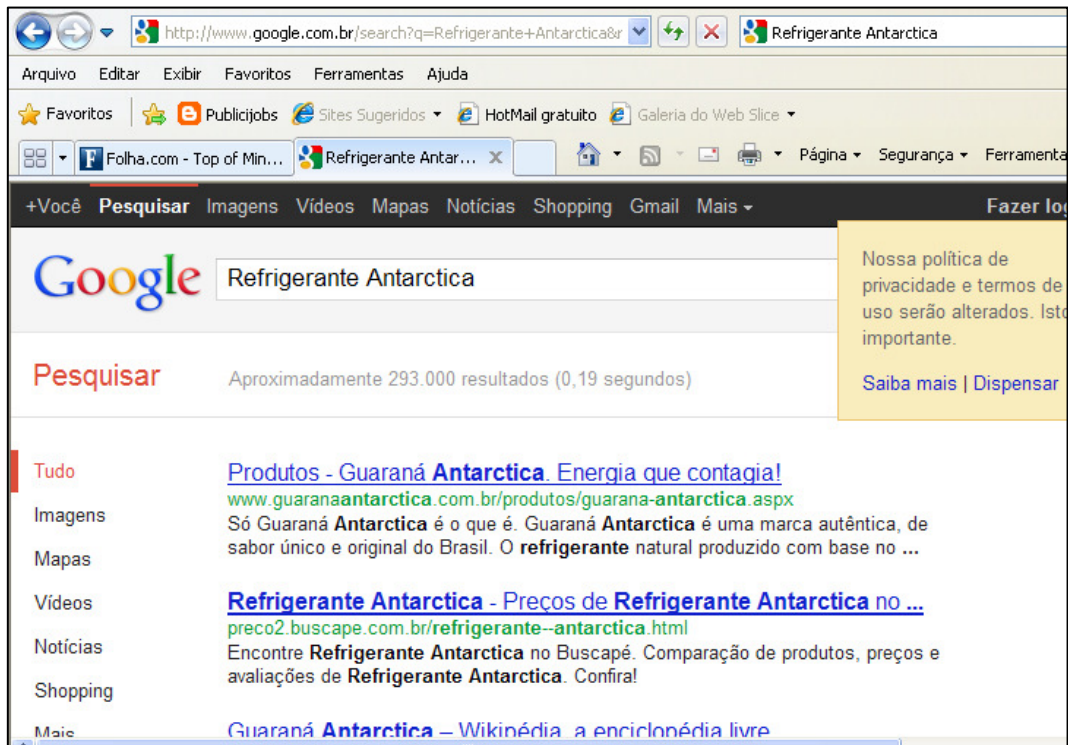 http://www.google.com.br/search?q=Refrigerante+Antarctica&r
Refrigerante Antarctica
Arquivo Editar Exibir Favoritos Ferramentas Ajuda
Favoritos Publicijobs Sites Sugeridos HotMail gratuito Galeria do Web Slice
Folha.com - Top of Min... Refrigerante Antar... Página Segurança Ferramenta
+Você Pesquisar Imagens Vídeos Mapas Notícias Shopping Gmail Mais Fazer log
Google Refrigerante Antarctica
Nossa política de
privacidade e termos de
uso serão alterados. Isto
importante.
Saiba mais | Dispensar
Pesquisar Aproximadamente 293.000 resultados (0,19 segundos)
Tudo
Imagens
Mapas
Vídeos
Notícias
Shopping
Mais
Produtos - Guaraná Antarctica. Energia que contagia!
www.guaranaantarctica.com.br/produtos/guarana-antarctica.aspx
Só Guaraná Antarctica é o que é. Guaraná Antarctica é uma marca autêntica, de
sabor único e original do Brasil. O refrigerante natural produzido com base no ...
Refrigerante Antarctica - Preços de Refrigerante Antarctica no ...
preco2.buscape.com.br/refrigerante--antarctica.html
Encontre Refrigerante Antarctica no Buscapé. Comparação de produtos, preços e
avaliações de Refrigerante Antarctica. Confira!
Guaraná Antarctica – Wikipédia, a enciclopédia livre